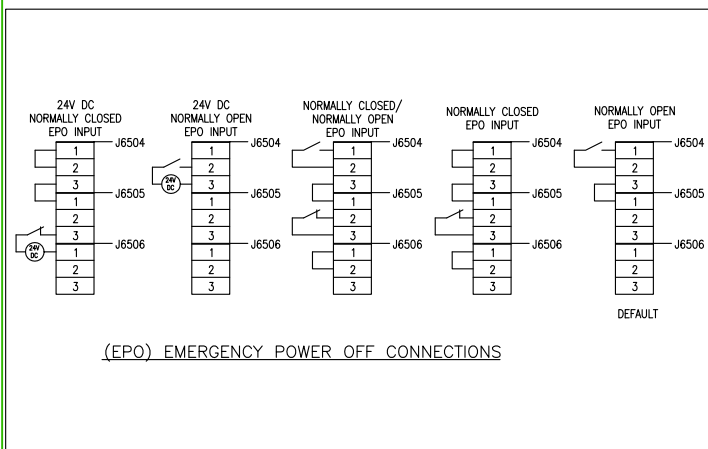 24V DC
NORMALLY CLOSED
EPO INPUT
J6504
1
2
3
J6505
1
2
3
J6506
1
2
3
24V
DC
24V DC
NORMALLY OPEN
EPO INPUT
J6504
1
2
3
J6505
1
2
3
J6506
1
2
3
24V
DC
NORMALLY CLOSED/
NORMALLY OPEN
EPO INPUT
J6504
1
2
3
J6505
1
2
3
J6506
1
2
3
NORMALLY CLOSED
EPO INPUT
J6504
1
2
3
J6505
1
2
3
J6506
1
2
3
NORMALLY OPEN
EPO INPUT
J6504
1
2
3
J6505
1
2
3
J6506
1
2
3
DEFAULT
(EPO) EMERGENCY POWER OFF CONNECTIONS